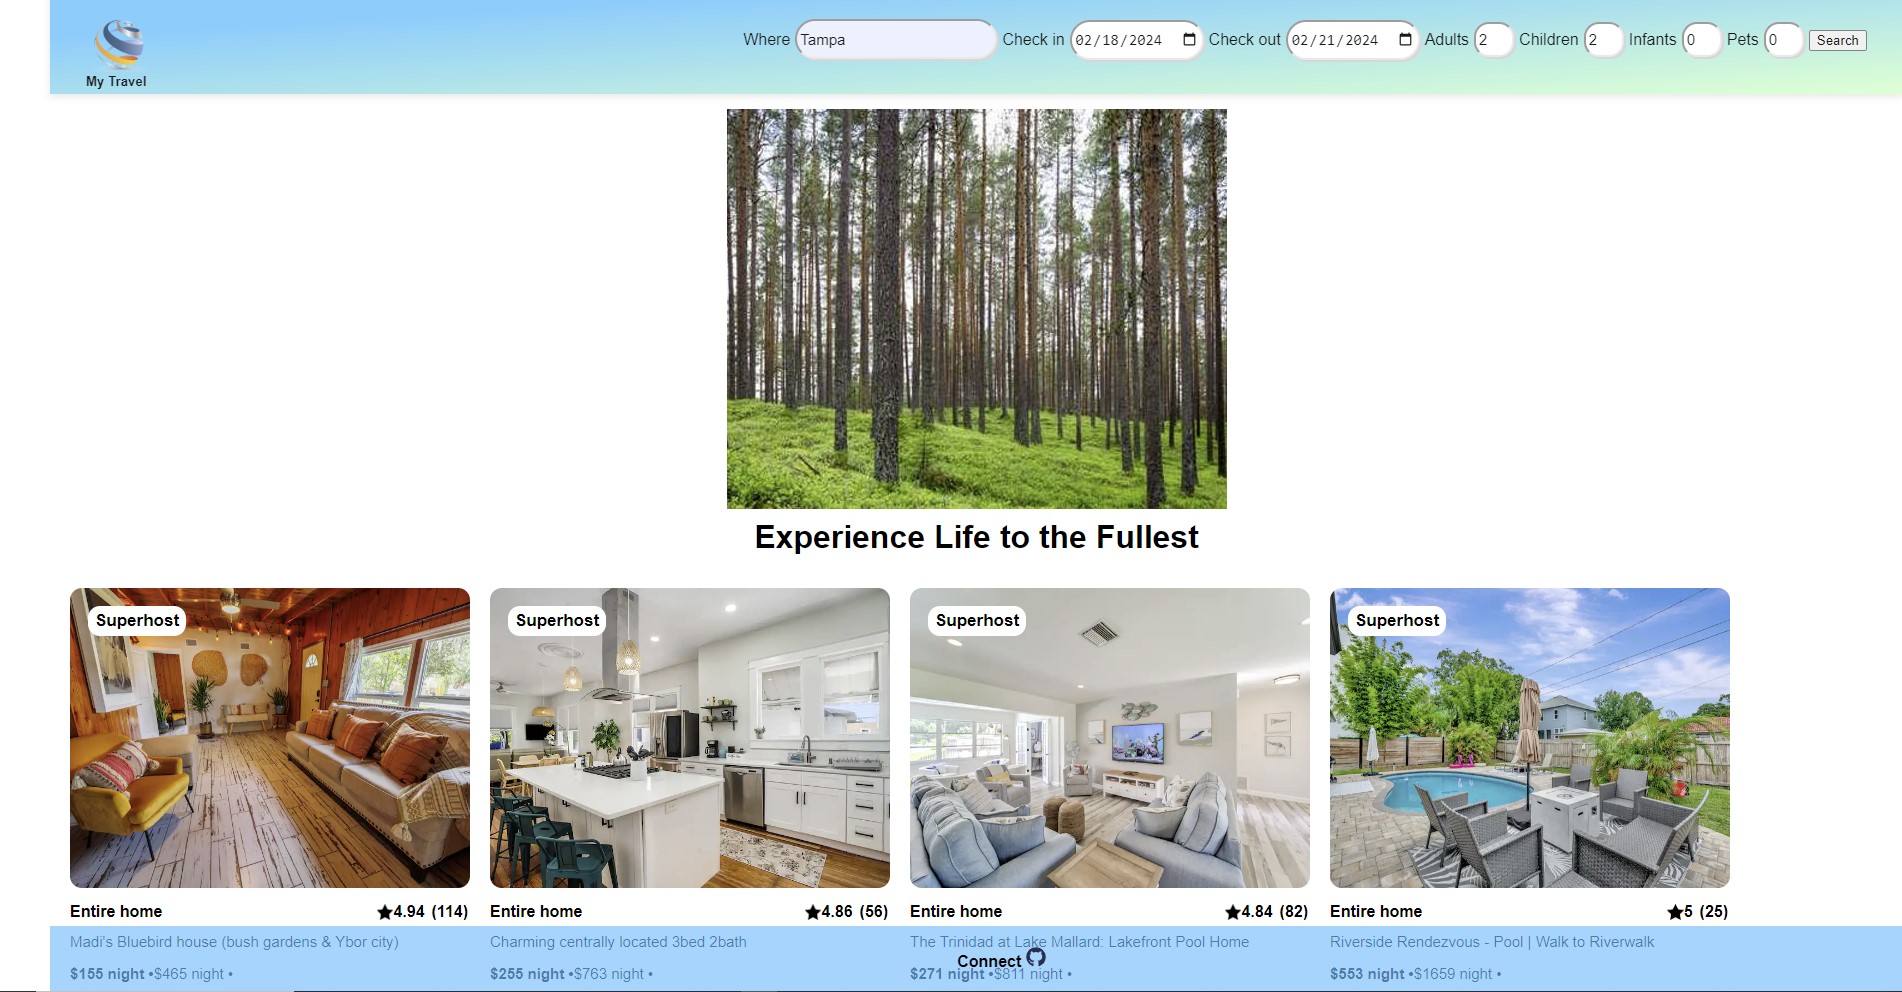 Where Tampa Check in 02/18/2024 Check out 02/21/2024 Adults 2 Children 2 Infants 0 Pets 0 Search
My Travel
Experience Life to the Fullest
Superhost
Superhost
Superhost
Superhost
Entire home ★4.94 (114)
Madi's Bluebird house (bush gardens & Ybor city)
$155 night •$465 night •
Entire home ★4.86 (56)
Charming centrally located 3bed 2bath
$255 night •$763 night •
Entire home ★4.84 (82)
The Trinidad at Lake Mallard: Lakefront Pool Home
$271 night •$811 night •
Entire home ★5 (25)
Riverside Rendezvous - Pool | Walk to Riverwalk
$553 night •$1659 night •
Connect